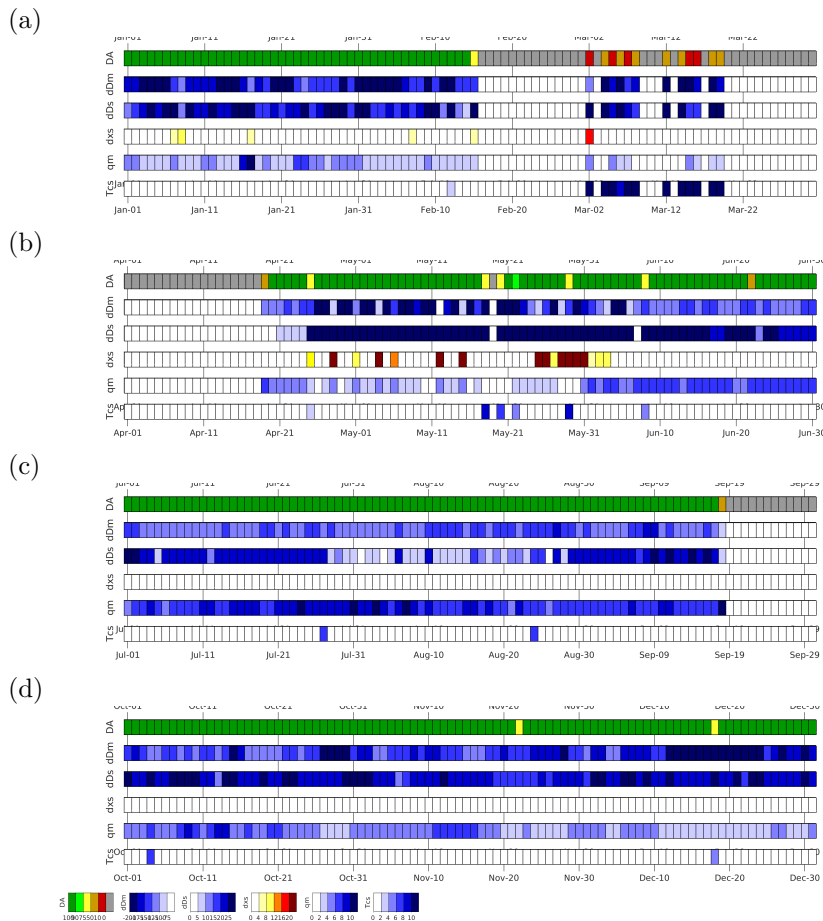 (a)
Jan-01 Jan-11 Jan-21 Jan-31 Feb-10 Feb-20 Mar-02 Mar-12 Mar-22
DA
dDm
dDs
dxs
qm
Tcs
Jan-01 Jan-11 Jan-21 Jan-31 Feb-10 Feb-20 Mar-02 Mar-12 Mar-22
(b)
Apr-01 Apr-11 Apr-21 May-01 May-11 May-21 May-31 Jun-10 Jun-20 Jun-30
DA
dDm
dDs
dxs
qm
Tcs
Apr-01 Apr-11 Apr-21 May-01 May-11 May-21 May-31 Jun-10 Jun-20 Jun-30
(c)
Jul-01 Jul-11 Jul-21 Jul-31 Aug-10 Aug-20 Aug-30 Sep-09 Sep-19 Sep-29
DA
dDm
dDs
dxs
qm
Tcs
Jul-01 Jul-11 Jul-21 Jul-31 Aug-10 Aug-20 Aug-30 Sep-09 Sep-19 Sep-29
(d)
Oct-01 Oct-11 Oct-21 Oct-31 Nov-10 Nov-20 Nov-30 Dec-10 Dec-20 Dec-30
DA
dDm
dDs
dxs
qm
Tcs
Oct-01 Oct-11 Oct-21 Oct-31 Nov-10 Nov-20 Nov-30 Dec-10 Dec-20 Dec-30
DA dDm dDs dxs qm Tcs
0 5 10 15 20 25 0 4 8 12 16 20 0 2 4 6 8 10 0 2 4 6 8 10